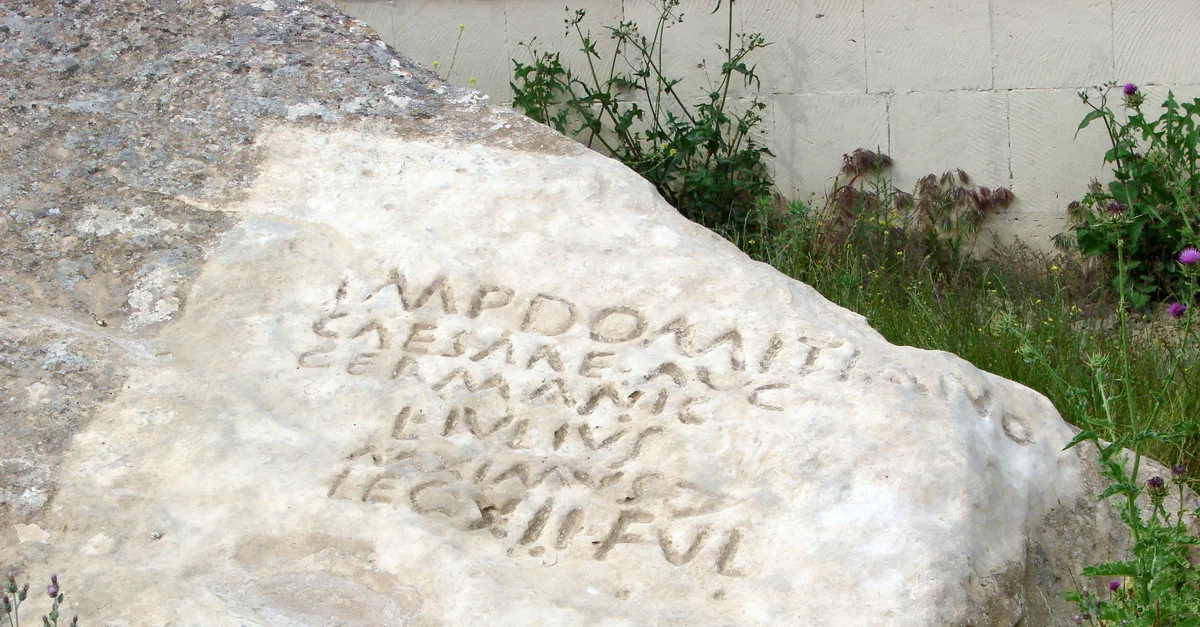 IMP DOMITIANO
CAESARE AVG
GERMANIC
L IVLIVS
MAXIMVS
LEG XII FVL